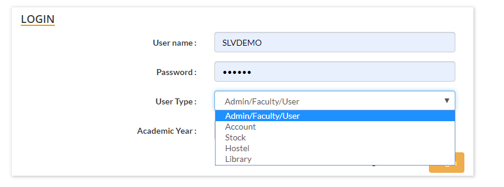 LOGIN
User name : SLVDEMO
Password : ••••••
User Type : Admin/Faculty/User
Admin/Faculty/User
Account
Academic Year :
Stock
Hostel
Library